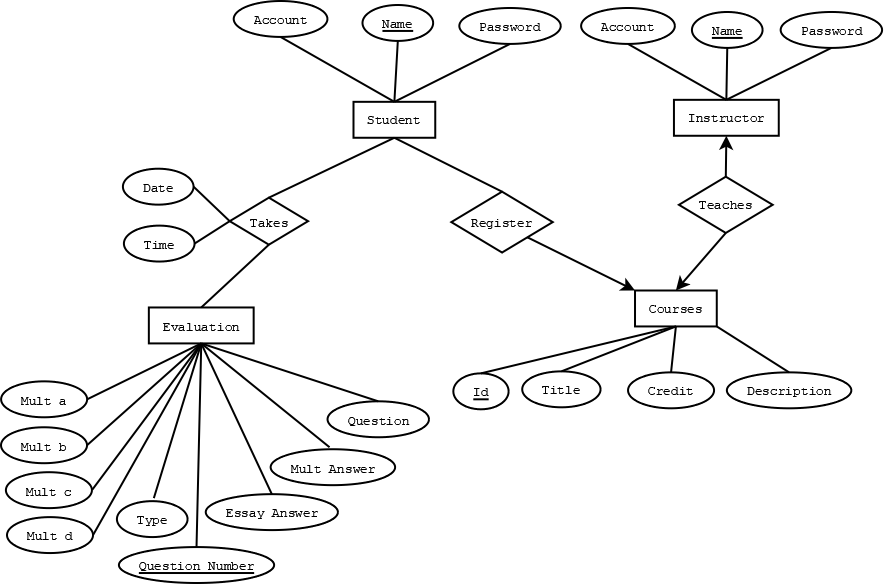 Account
Name
Password
Account
Name
Password
Student
Instructor
Date
Takes
Register
Teaches
Time
Evaluation
Courses
Mult a
Mult b
Mult c
Mult d
Type
Question Number
Essay Answer
Mult Answer
Question
Id
Title
Credit
Description